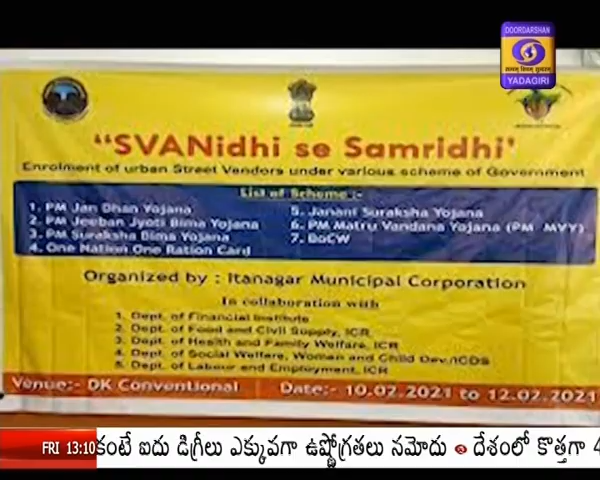 DOORDARSHAN
YADAGIRI
"SVANidhi se Samridhi'
Enrolment of urban Street Vendors under various scheme of Government
List of Scheme :-
1. PM Jan Dhan Yojana
2. PM Jeeban Jyoti Bima Yojana
3. PM Suraksha Bima Yojana
4. One Nation One Ration Card
5. Janani Suraksha Yojana
6. PM Matru Vandana Yojana (PM MVY)
7. BoCW
Organized by : Itanagar Municipal Corporation
In collaboration with
1. Dept. of Financial Institute
2. Dept. of Food and Civil Supply, ICR
3. Dept. of Health and Family Welfare, ICR
4. Dept. of Social Welfare, Women and Child Dev./ICDS
5. Dept. of Labour and Employment, ICR
Venue:- DK Conventional Date:- 10.02.2021 to 12.02.2021
FRI 13:10 కంటే ఐదు డిగ్రీలు ఎక్కువగా ఉష్ణోగ్రతలు నమోదు దేశంలో కొత్తగా 4